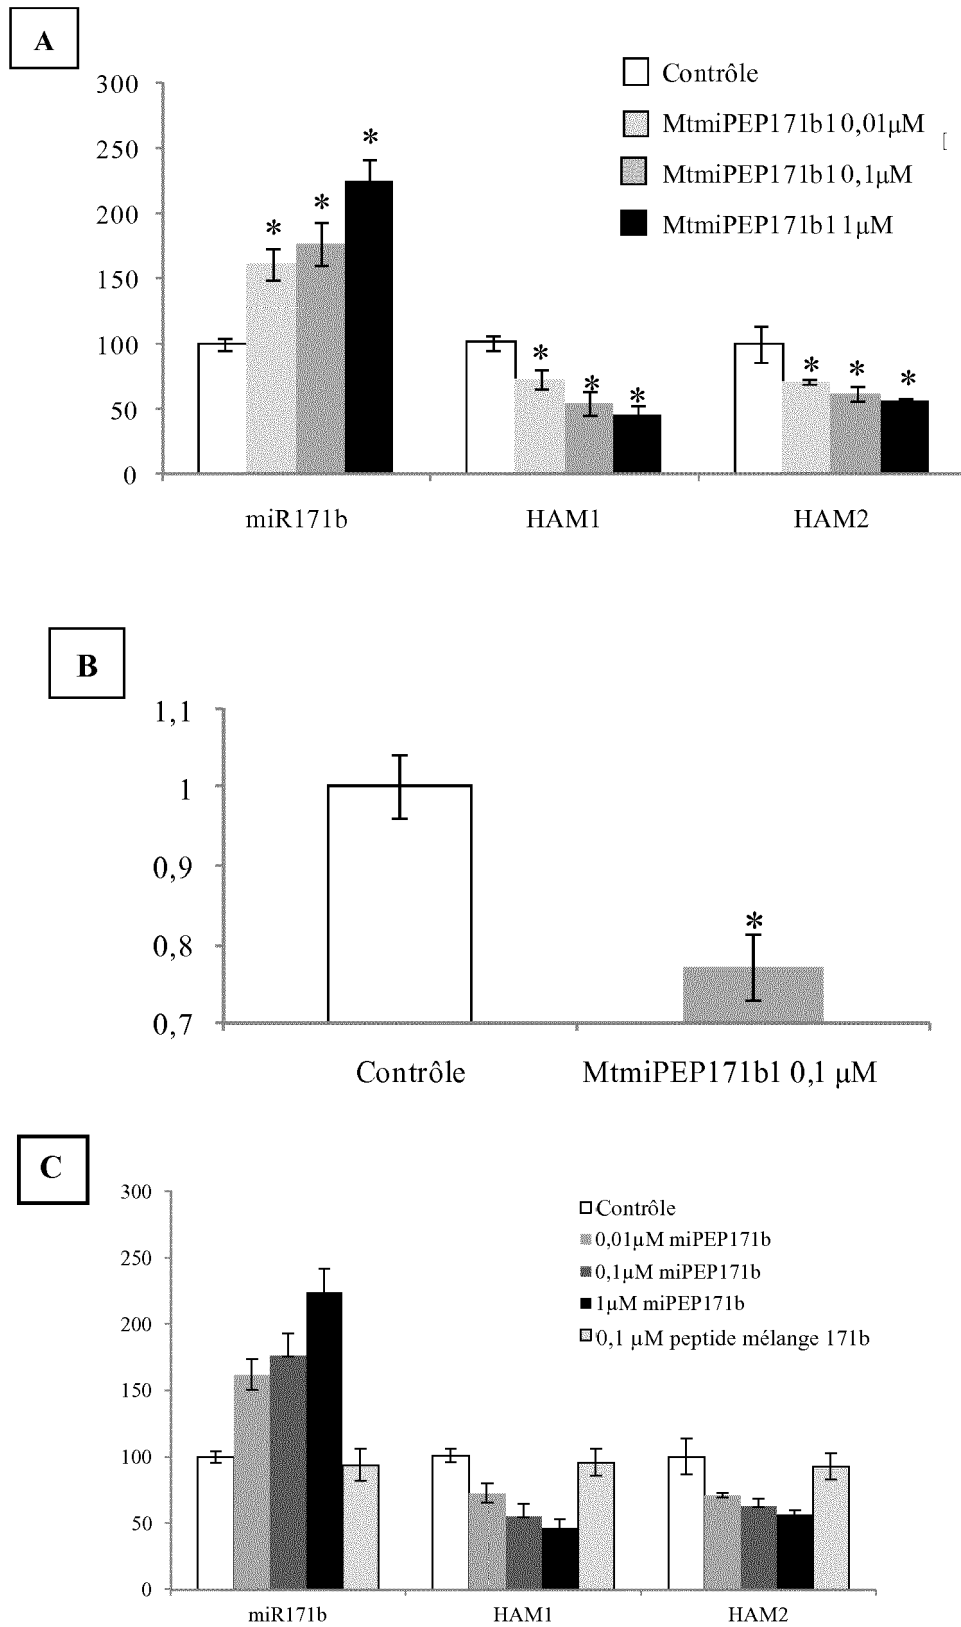 A
300
250
200
150
100
50
0
Contrôle
MtmiPEP171b1 0,01µM
MtmiPEP171b1 0,1µM
MtmiPEP171b1 1µM
* * *
* * *
* * *
miR171b HAM1 HAM2
B
1,1
1
0,9
0,8
0,7
*
Contrôle MtmiPEP171b1 0,1 µM
C
300
250
200
150
100
50
0
Contrôle
0,01µM miPEP171b
0,1µM miPEP171b
1µM miPEP171b
0,1 µM peptide mélange 171b
miR171b HAM1 HAM2